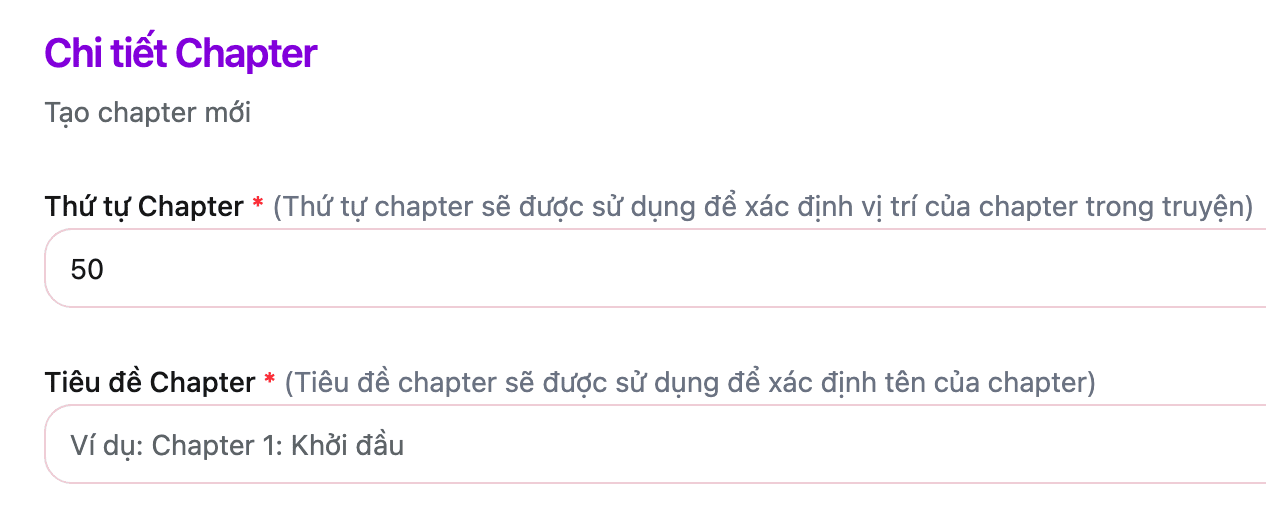 Chi tiết Chapter
Tạo chapter mới
Thứ tự Chapter * (Thứ tự chapter sẽ được sử dụng để xác định vị trí của chapter trong truyện)
50
Tiêu đề Chapter * (Tiêu đề chapter sẽ được sử dụng để xác định tên của chapter)
Ví dụ: Chapter 1: Khởi đầu